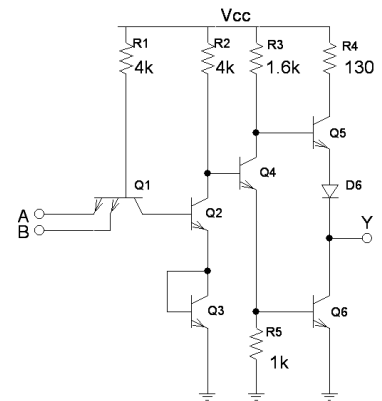 Vcc
R1 R2 R3 R4
4k 4k 1.6k 130
Q5
Q4
D6
Q1
A
Q2
B
Y
Q3
Q6
R5
1k